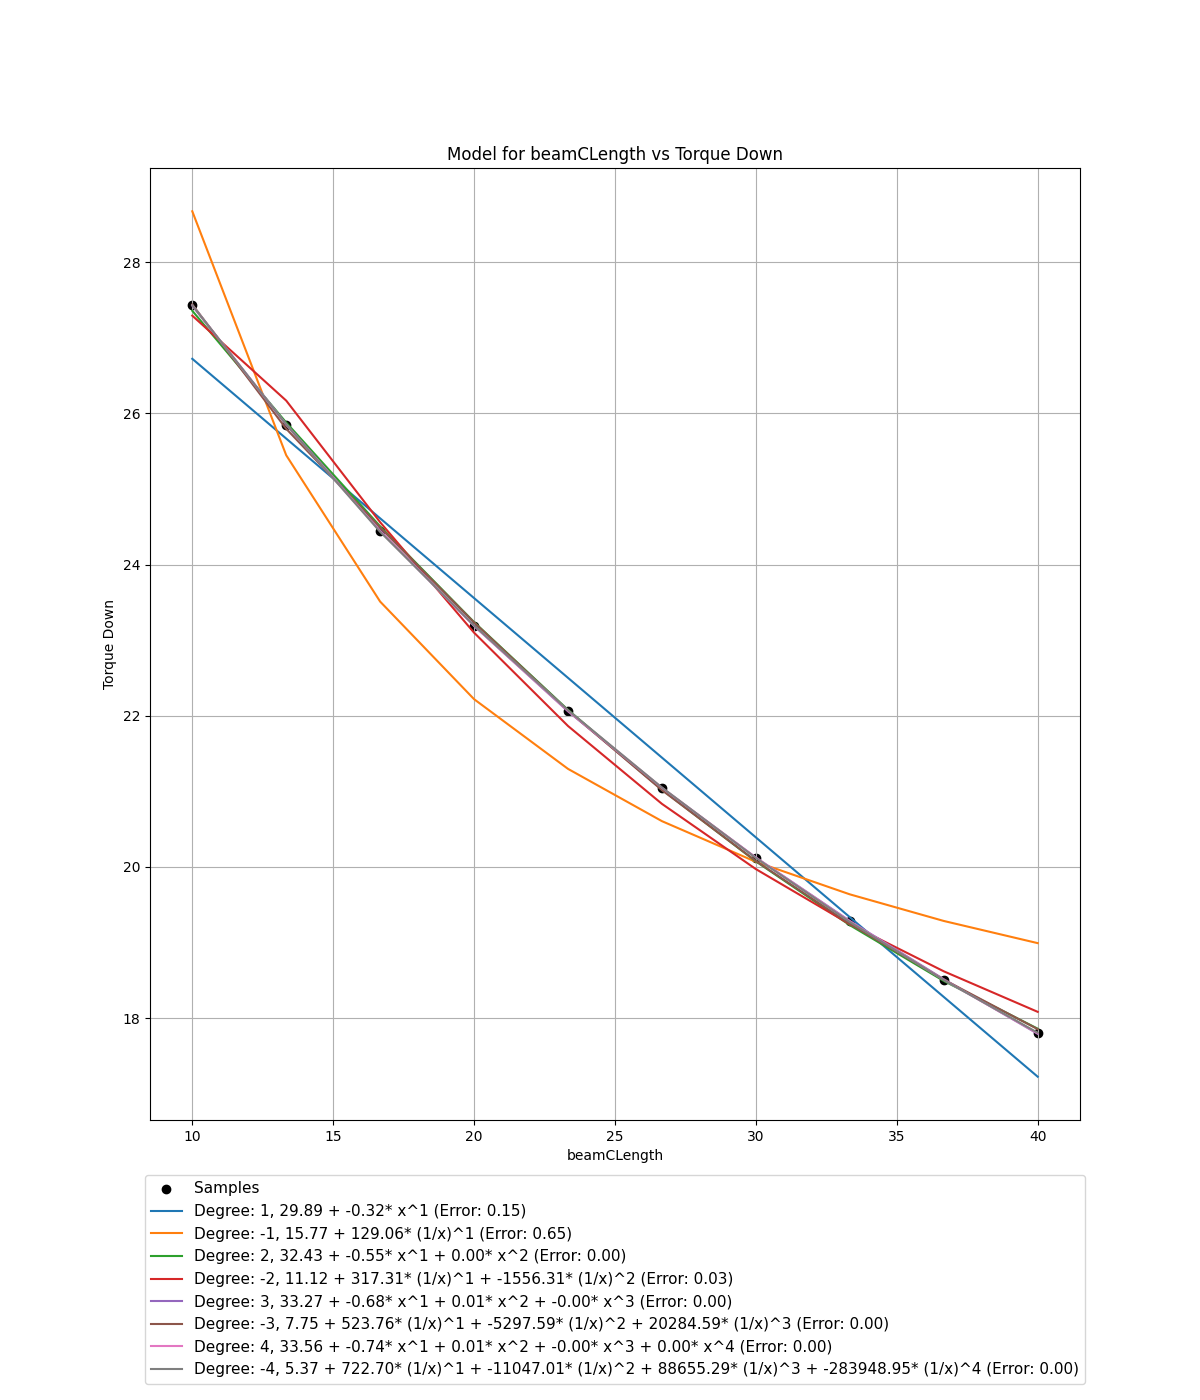 Model for beamCLength vs Torque Down
28
26
24
22
20
18
Torque Down
10 15 20 25 30 35 40
beamCLength
Samples
Degree: 1, 29.89 + -0.32* x^1 (Error: 0.15)
Degree: -1, 15.77 + 129.06* (1/x)^1 (Error: 0.65)
Degree: 2, 32.43 + -0.55* x^1 + 0.00* x^2 (Error: 0.00)
Degree: -2, 11.12 + 317.31* (1/x)^1 + -1556.31* (1/x)^2 (Error: 0.03)
Degree: 3, 33.27 + -0.68* x^1 + 0.01* x^2 + -0.00* x^3 (Error: 0.00)
Degree: -3, 7.75 + 523.76* (1/x)^1 + -5297.59* (1/x)^2 + 20284.59* (1/x)^3 (Error: 0.00)
Degree: 4, 33.56 + -0.74* x^1 + 0.01* x^2 + -0.00* x^3 + 0.00* x^4 (Error: 0.00)
Degree: -4, 5.37 + 722.70* (1/x)^1 + -11047.01* (1/x)^2 + 88655.29* (1/x)^3 + -283948.95* (1/x)^4 (Error: 0.00)